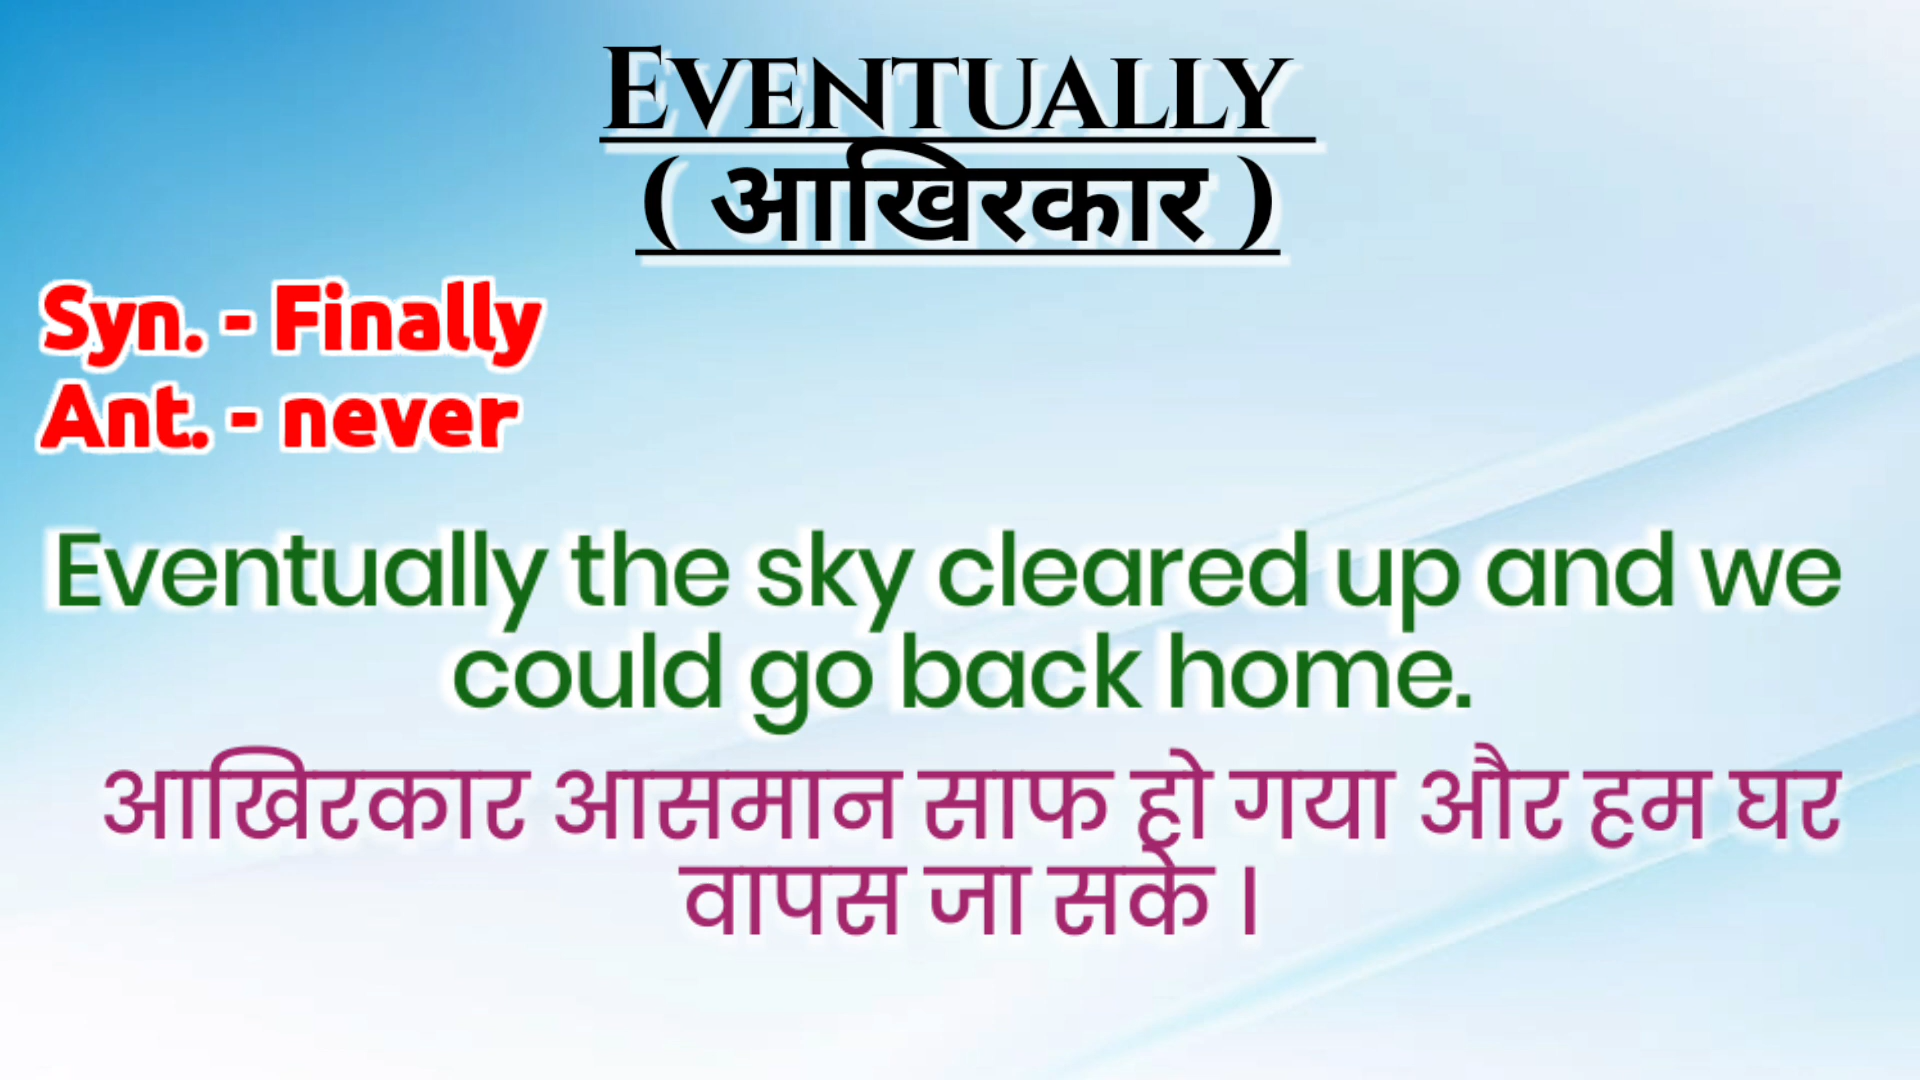 Eventually
( आखिरकार )
Syn. - Finally
Ant. - never
Eventually the sky cleared up and we
could go back home.
आखिरकार आसमान साफ हो गया और हम घर
वापस जा सके ।